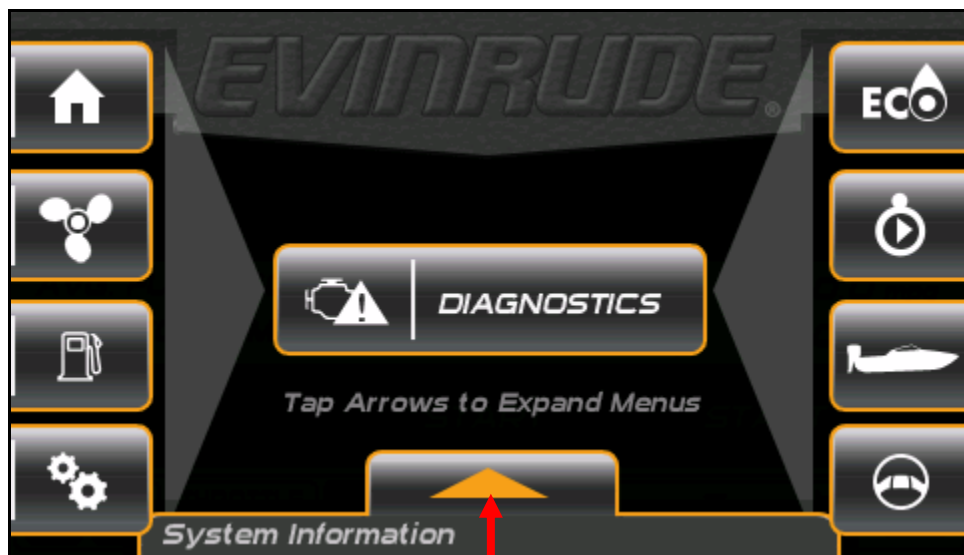 EVINRUDE®
ECO
DIAGNOSTICS
Tap Arrows to Expand Menus
System Information